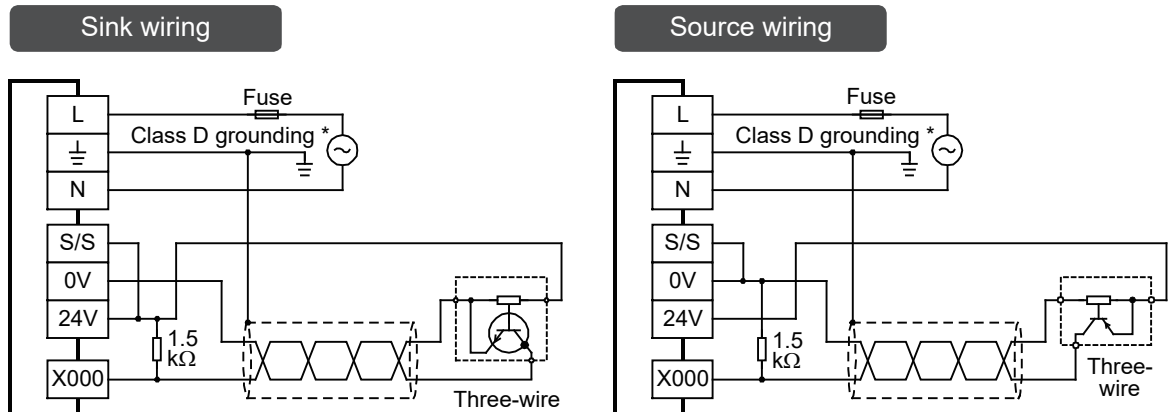 Sink wiring
Fuse
L
Class D grounding *
N
S/S
0V
24V
1.5
kΩ
X000
Three-wire
Source wiring
Fuse
L
Class D grounding *
N
S/S
0V
24V
1.5
kΩ
X000
Three-
wire